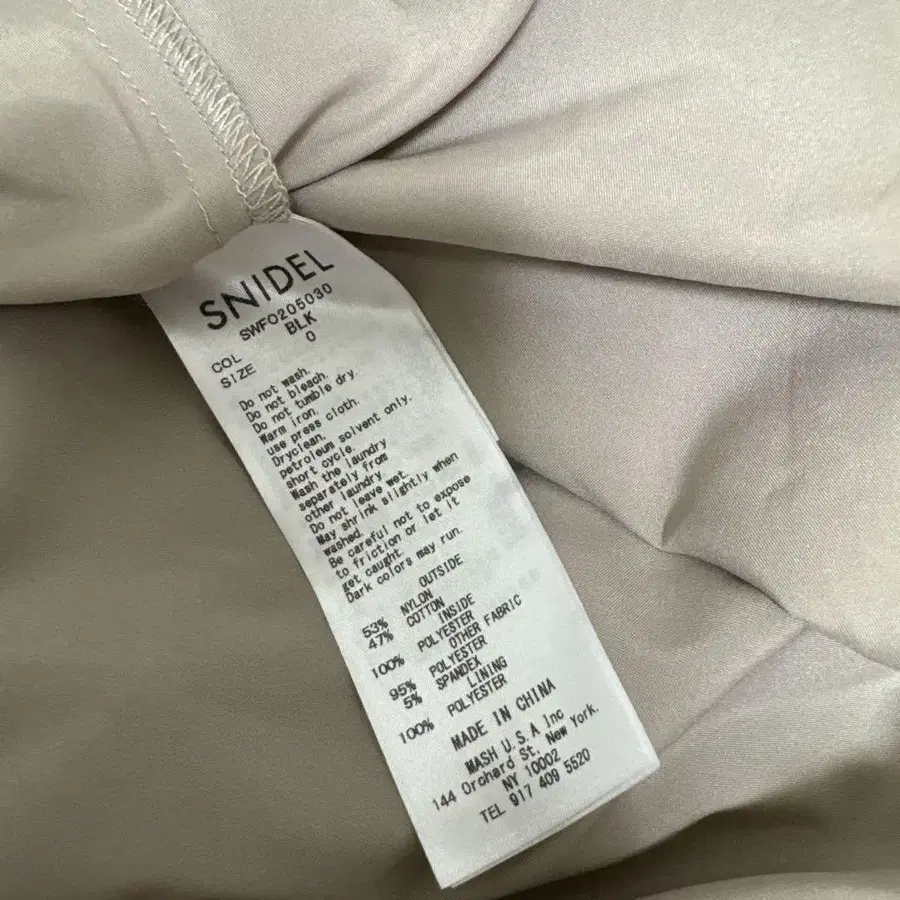 SNIDEL
SWFO205030
COL BLK
SIZE 0
Do not wash.
Do not bleach.
Do not tumble dry.
Warm iron.
use press cloth.
Dryclean.
petroleum solvent only.
short cycle.
Wash the laundry
separately from
other laundry.
Do not leave wet.
May shrink slightly when
washed.
Be careful not to expose
to friction or let it
get caught.
Dark colors may run.
OUTSIDE
53% NYLON
47% COTTON
INSIDE
100% POLYESTER
OTHER FABRIC
95% POLYESTER
5% SPANDEX
LINING
100% POLYESTER
MADE IN CHINA
MASH U.S.A Inc
144 Orchard St, New York.
NY 10002
TEL 917 409 5520